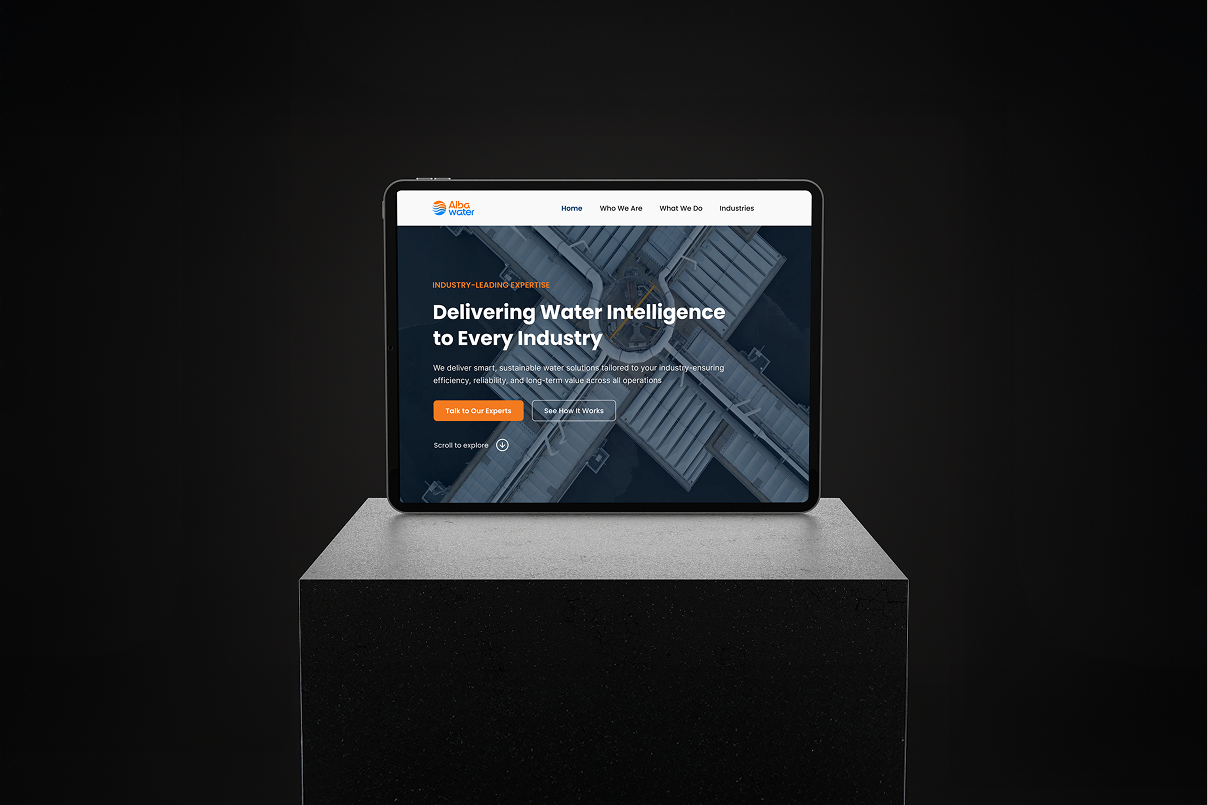 Alba
water
Home Who We Are What We Do Industries
INDUSTRY-LEADING EXPERTISE
Delivering Water Intelligence
to Every Industry
We deliver smart, sustainable water solutions tailored to your industry-ensuring
efficiency, reliability, and long-term value across all operations
Talk to Our Experts See How It Works
Scroll to explore